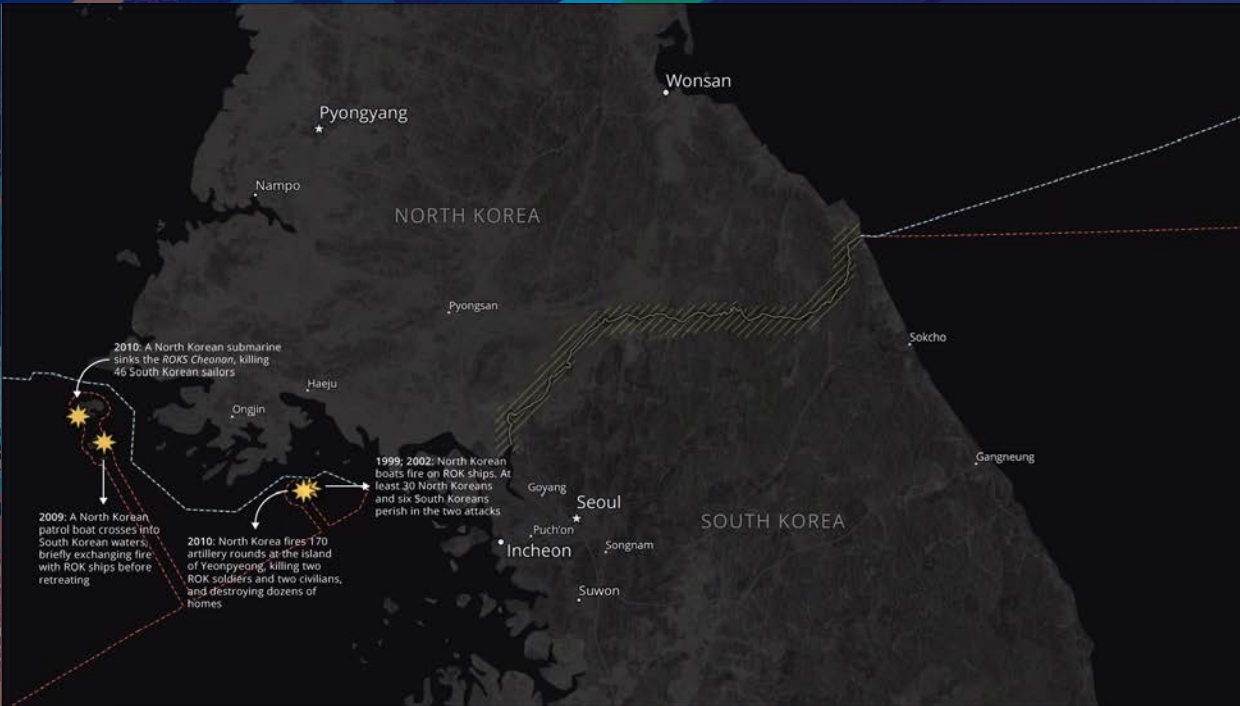 Wonsan
Pyongyang
Nampo
NORTH KOREA
Pyongsan
Sokcho
2010: A North Korean submarine
sinks the ROKS Cheonan, killing
46 South Korean sailors
Haeju
Ongjin
Gangneung
1999; 2002: North Korean
boats fire on ROK ships. At
least 30 North Koreans
and six South Koreans
perish in the two attacks
Goyang
Seoul
SOUTH KOREA
Puch'on
Incheon
Songnam
2009: A North Korean
patrol boat crosses into
South Korean waters,
briefly exchanging fire
with ROK ships before
retreating
2010: North Korea fires 170
artillery rounds at the island
of Yeonpyeong, killing two
ROK soldiers and two civilians,
and destroying dozens of
homes
Suwon